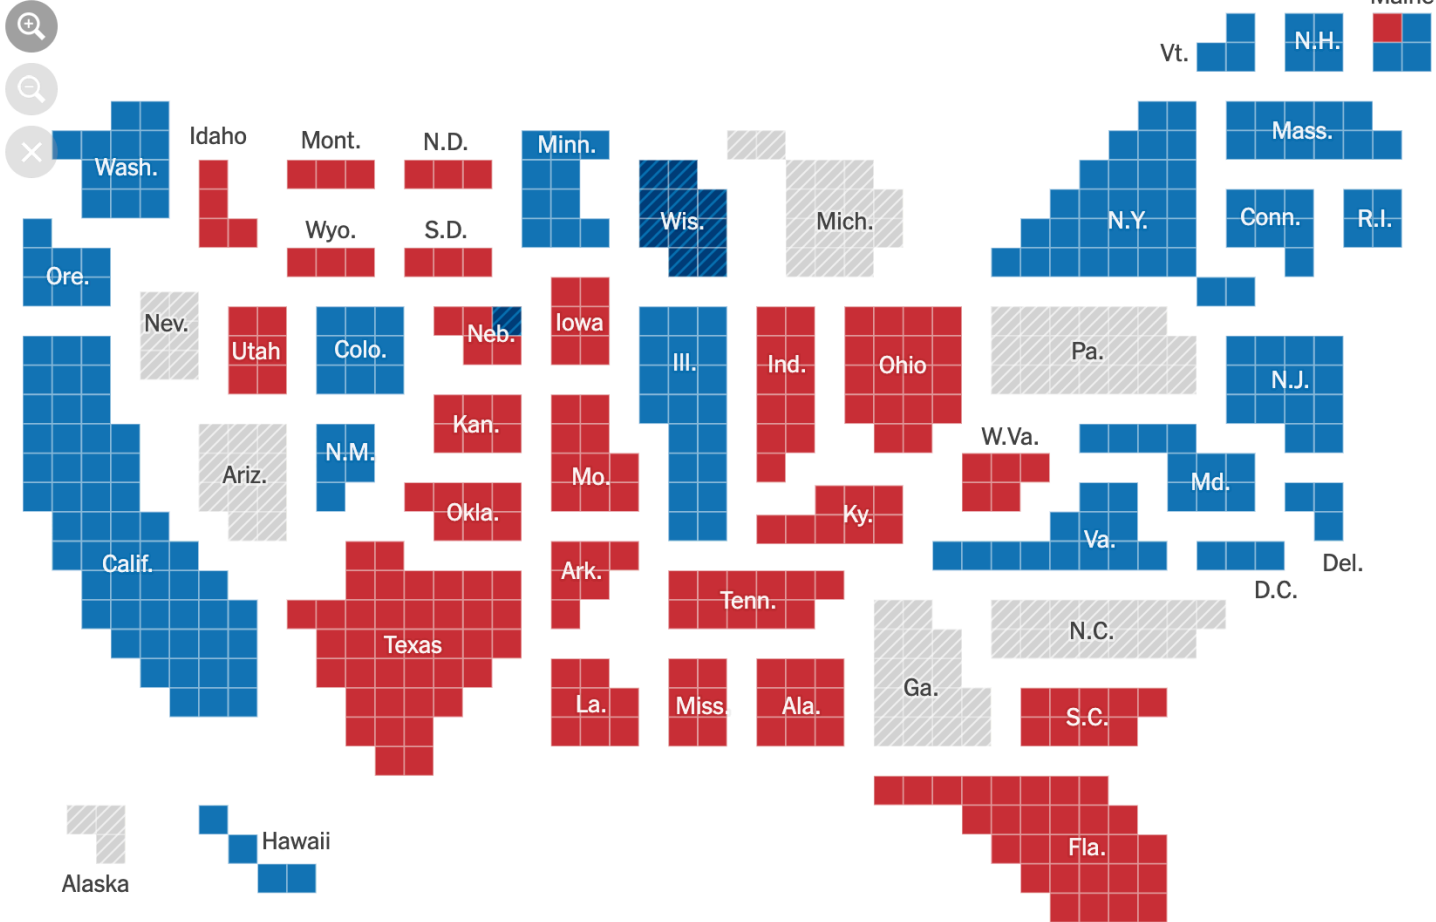 Maine
Vt.
N.H.
Mass.
Wash.
Idaho
Mont.
N.D.
Minn.
Wis.
Mich.
N.Y.
Conn.
R.I.
Wyo.
S.D.
Ore.
Nev.
Utah
Colo.
Neb.
Iowa
Ill.
Ind.
Ohio
Pa.
N.J.
Kan.
W.Va.
N.M.
Ariz.
Mo.
Md.
Okla.
Ky.
Va.
Del.
Calif.
Ark.
D.C.
Tenn.
N.C.
Texas
Ga.
La.
Miss.
Ala.
S.C.
Hawaii
Fla.
Alaska